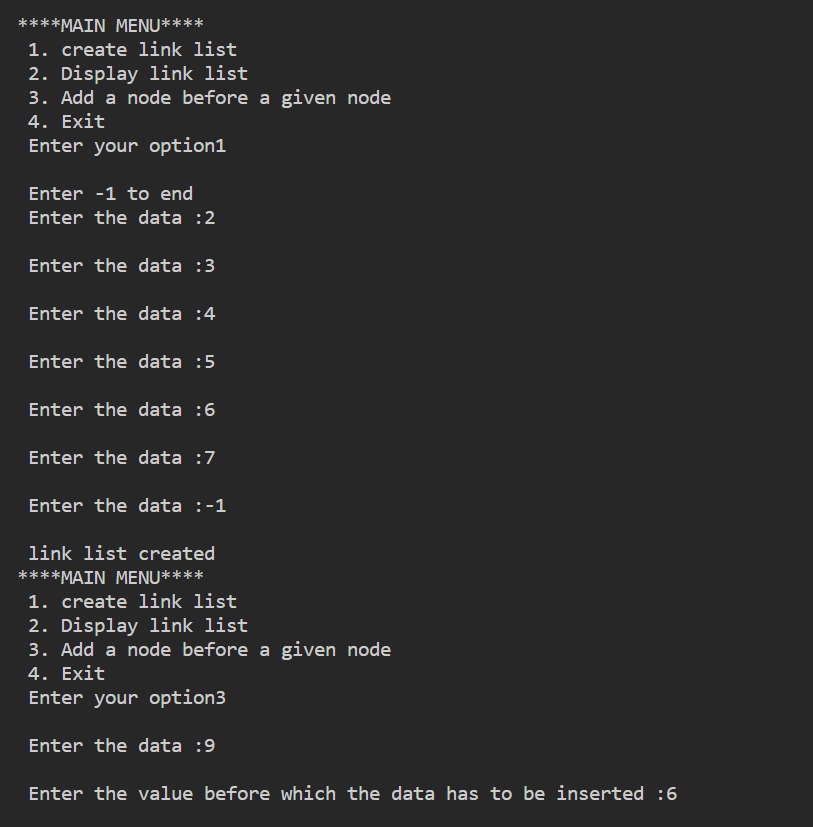 ****MAIN MENU****
1. create link list
2. Display link list
3. Add a node before a given node
4. Exit
Enter your option1
Enter -1 to end
Enter the data :2
Enter the data :3
Enter the data :4
Enter the data :5
Enter the data :6
Enter the data :7
Enter the data :-1
link list created
****MAIN MENU****
1. create link list
2. Display link list
3. Add a node before a given node
4. Exit
Enter your option3
Enter the data :9
Enter the value before which the data has to be inserted :6